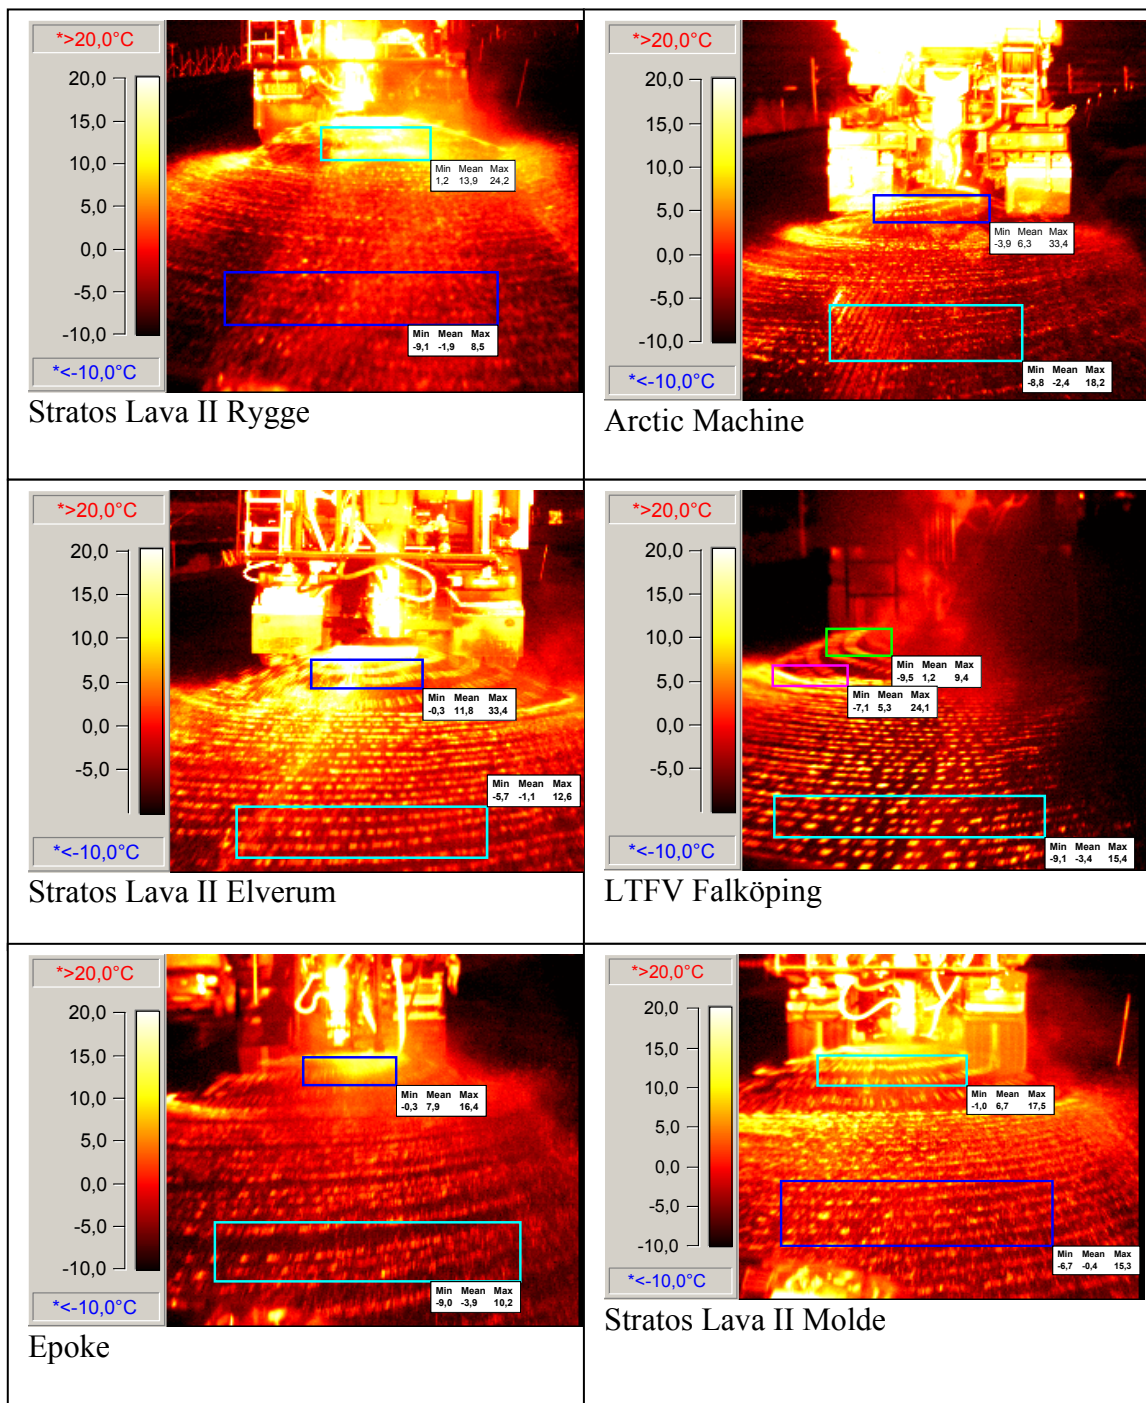 *>20,0°C
20,0
15,0
10,0
5,0
0,0
-5,0
-10,0
*<-10,0°C
Min Mean Max
1,2 13,9 24,2
Min Mean Max
-9,1 -1,9 8,5
Stratos Lava II Rygge
*>20,0°C
20,0
15,0
10,0
5,0
0,0
-5,0
-10,0
*<-10,0°C
Min Mean Max
-3,9 6,3 33,4
Min Mean Max
-8,8 -2,4 18,2
Arctic Machine
*>20,0°C
20,0
15,0
10,0
5,0
0,0
-5,0
*<-10,0°C
Min Mean Max
-0,3 11,8 33,4
Min Mean Max
-5,7 -1,1 12,6
Stratos Lava II Elverum
*>20,0°C
20,0
15,0
10,0
5,0
0,0
-5,0
*<-10,0°C
Min Mean Max
-9,5 1,2 9,4
Min Mean Max
-7,1 5,3 24,1
Min Mean Max
-9,1 -3,4 15,4
LTFV Falköping
*>20,0°C
20,0
15,0
10,0
5,0
0,0
-5,0
-10,0
*<-10,0°C
Min Mean Max
-0,3 7,9 16,4
Min Mean Max
-9,0 -3,9 10,2
Epoke
*>20,0°C
20,0
15,0
10,0
5,0
0,0
-5,0
-10,0
*<-10,0°C
Min Mean Max
-1,0 6,7 17,5
Min Mean Max
-6,7 -0,4 15,3
Stratos Lava II Molde